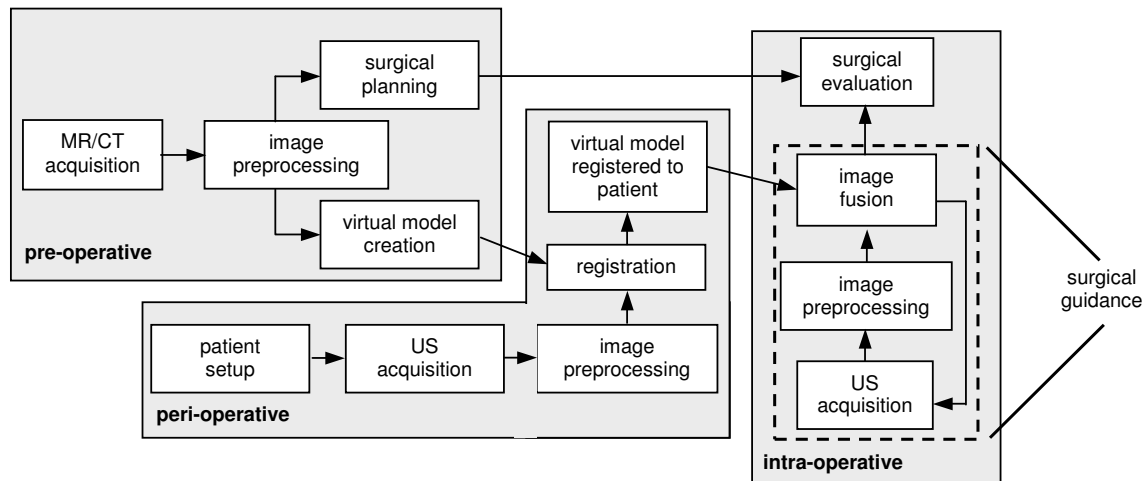 surgical
planning
MR/CT
acquisition
image
preprocessing
virtual model
creation
pre-operative
virtual model
registered to
patient
registration
patient
setup
US
acquisition
image
preprocessing
peri-operative
surgical
evaluation
image
fusion
image
preprocessing
US
acquisition
intra-operative
surgical
guidance